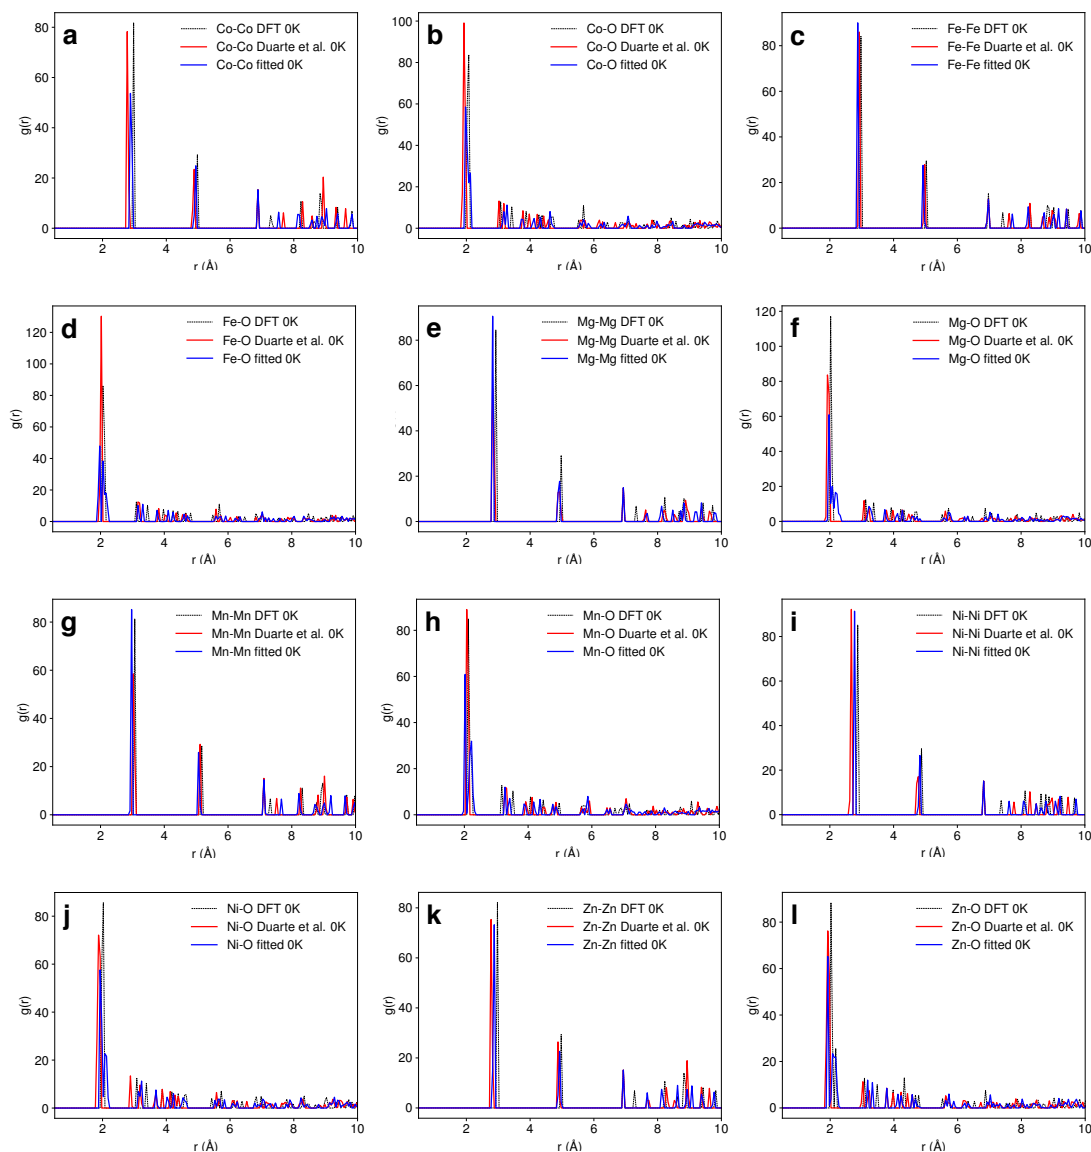 a
Co-Co DFT 0K
Co-Co Duarte et al. 0K
Co-Co fitted 0K
g(r)
80
60
40
20
0
2 4 6 8 10
r (Å)
b
Co-O DFT 0K
Co-O Duarte et al. 0K
Co-O fitted 0K
g(r)
100
80
60
40
20
0
2 4 6 8 10
r (Å)
c
Fe-Fe DFT 0K
Fe-Fe Duarte et al. 0K
Fe-Fe fitted 0K
g(r)
80
60
40
20
0
2 4 6 8 10
r (Å)
d
Fe-O DFT 0K
Fe-O Duarte et al. 0K
Fe-O fitted 0K
g(r)
120
100
80
60
40
20
0
2 4 6 8 10
r (Å)
e
Mg-Mg DFT 0K
Mg-Mg Duarte et al. 0K
Mg-Mg fitted 0K
g(r)
80
60
40
20
0
2 4 6 8 10
r (Å)
f
Mg-O DFT 0K
Mg-O Duarte et al. 0K
Mg-O fitted 0K
g(r)
120
100
80
60
40
20
0
2 4 6 8 10
r (Å)
g
Mn-Mn DFT 0K
Mn-Mn Duarte et al. 0K
Mn-Mn fitted 0K
g(r)
80
60
40
20
0
2 4 6 8 10
r (Å)
h
Mn-O DFT 0K
Mn-O Duarte et al. 0K
Mn-O fitted 0K
g(r)
80
60
40
20
0
2 4 6 8 10
r (Å)
i
Ni-Ni DFT 0K
Ni-Ni Duarte et al. 0K
Ni-Ni fitted 0K
g(r)
80
60
40
20
0
2 4 6 8 10
r (Å)
j
Ni-O DFT 0K
Ni-O Duarte et al. 0K
Ni-O fitted 0K
g(r)
80
60
40
20
0
2 4 6 8 10
r (Å)
k
Zn-Zn DFT 0K
Zn-Zn Duarte et al. 0K
Zn-Zn fitted 0K
g(r)
80
60
40
20
0
2 4 6 8 10
r (Å)
l
Zn-O DFT 0K
Zn-O Duarte et al. 0K
Zn-O fitted 0K
g(r)
80
60
40
20
0
2 4 6 8 10
r (Å)